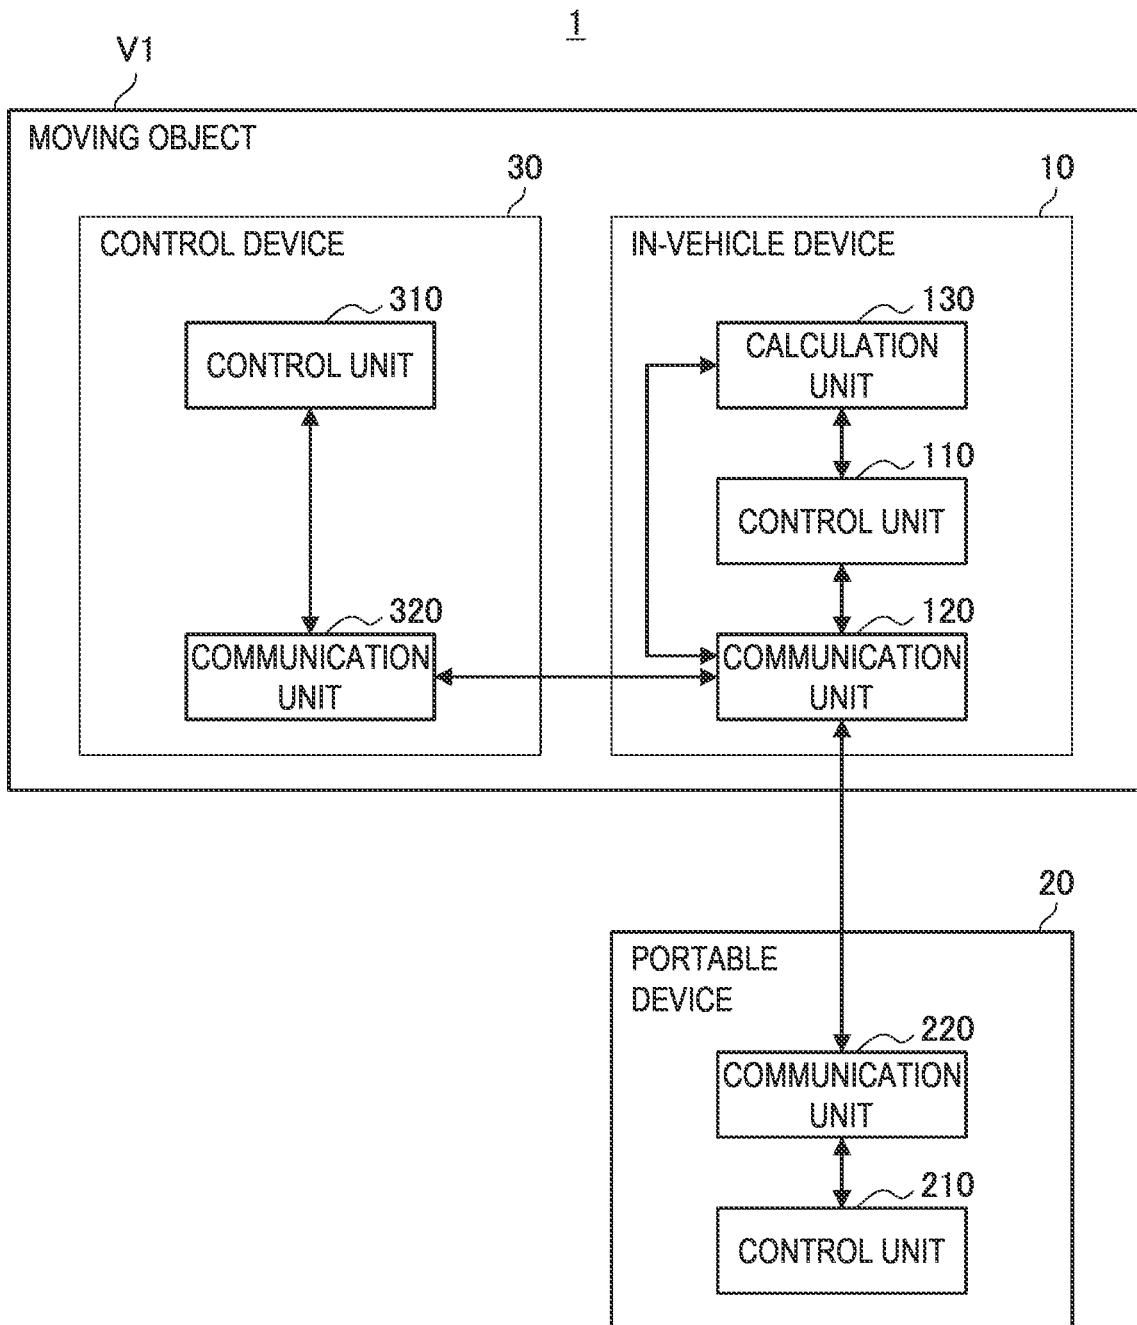 1
V1
MOVING OBJECT
30
10
CONTROL DEVICE
IN-VEHICLE DEVICE
310
130
CONTROL UNIT
CALCULATION
UNIT
110
CONTROL UNIT
320
120
COMMUNICATION
UNIT
COMMUNICATION
UNIT
20
PORTABLE
DEVICE
220
COMMUNICATION
UNIT
210
CONTROL UNIT